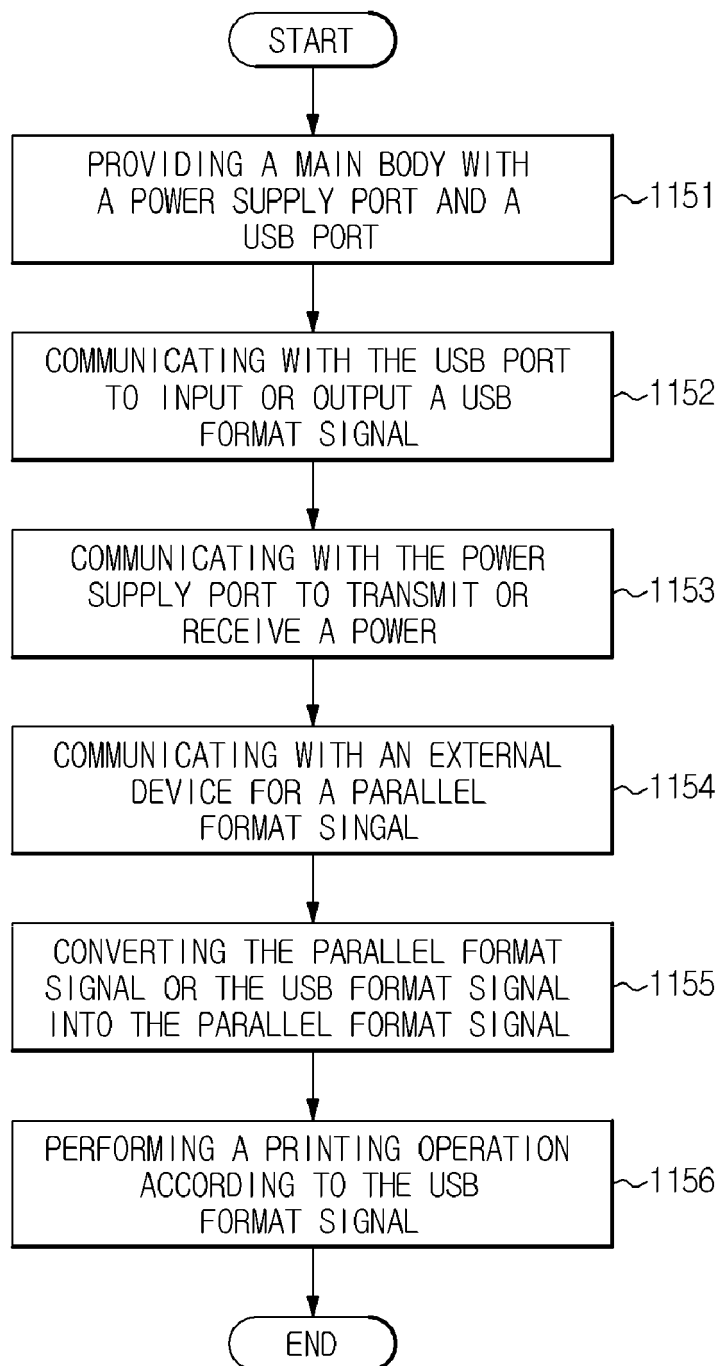 START
PROVIDING A MAIN BODY WITH
A POWER SUPPLY PORT AND A
USB PORT
1151
COMMUNICATING WITH THE USB PORT
TO INPUT OR OUTPUT A USB
FORMAT SIGNAL
1152
COMMUNICATING WITH THE POWER
SUPPLY PORT TO TRANSMIT OR
RECEIVE A POWER
1153
COMMUNICATING WITH AN EXTERNAL
DEVICE FOR A PARALLEL
FORMAT SINGAL
1154
CONVERTING THE PARALLEL FORMAT
SIGNAL OR THE USB FORMAT SIGNAL
INTO THE PARALLEL FORMAT SIGNAL
1155
PERFORMING A PRINTING OPERATION
ACCORDING TO THE USB
FORMAT SIGNAL
1156
END